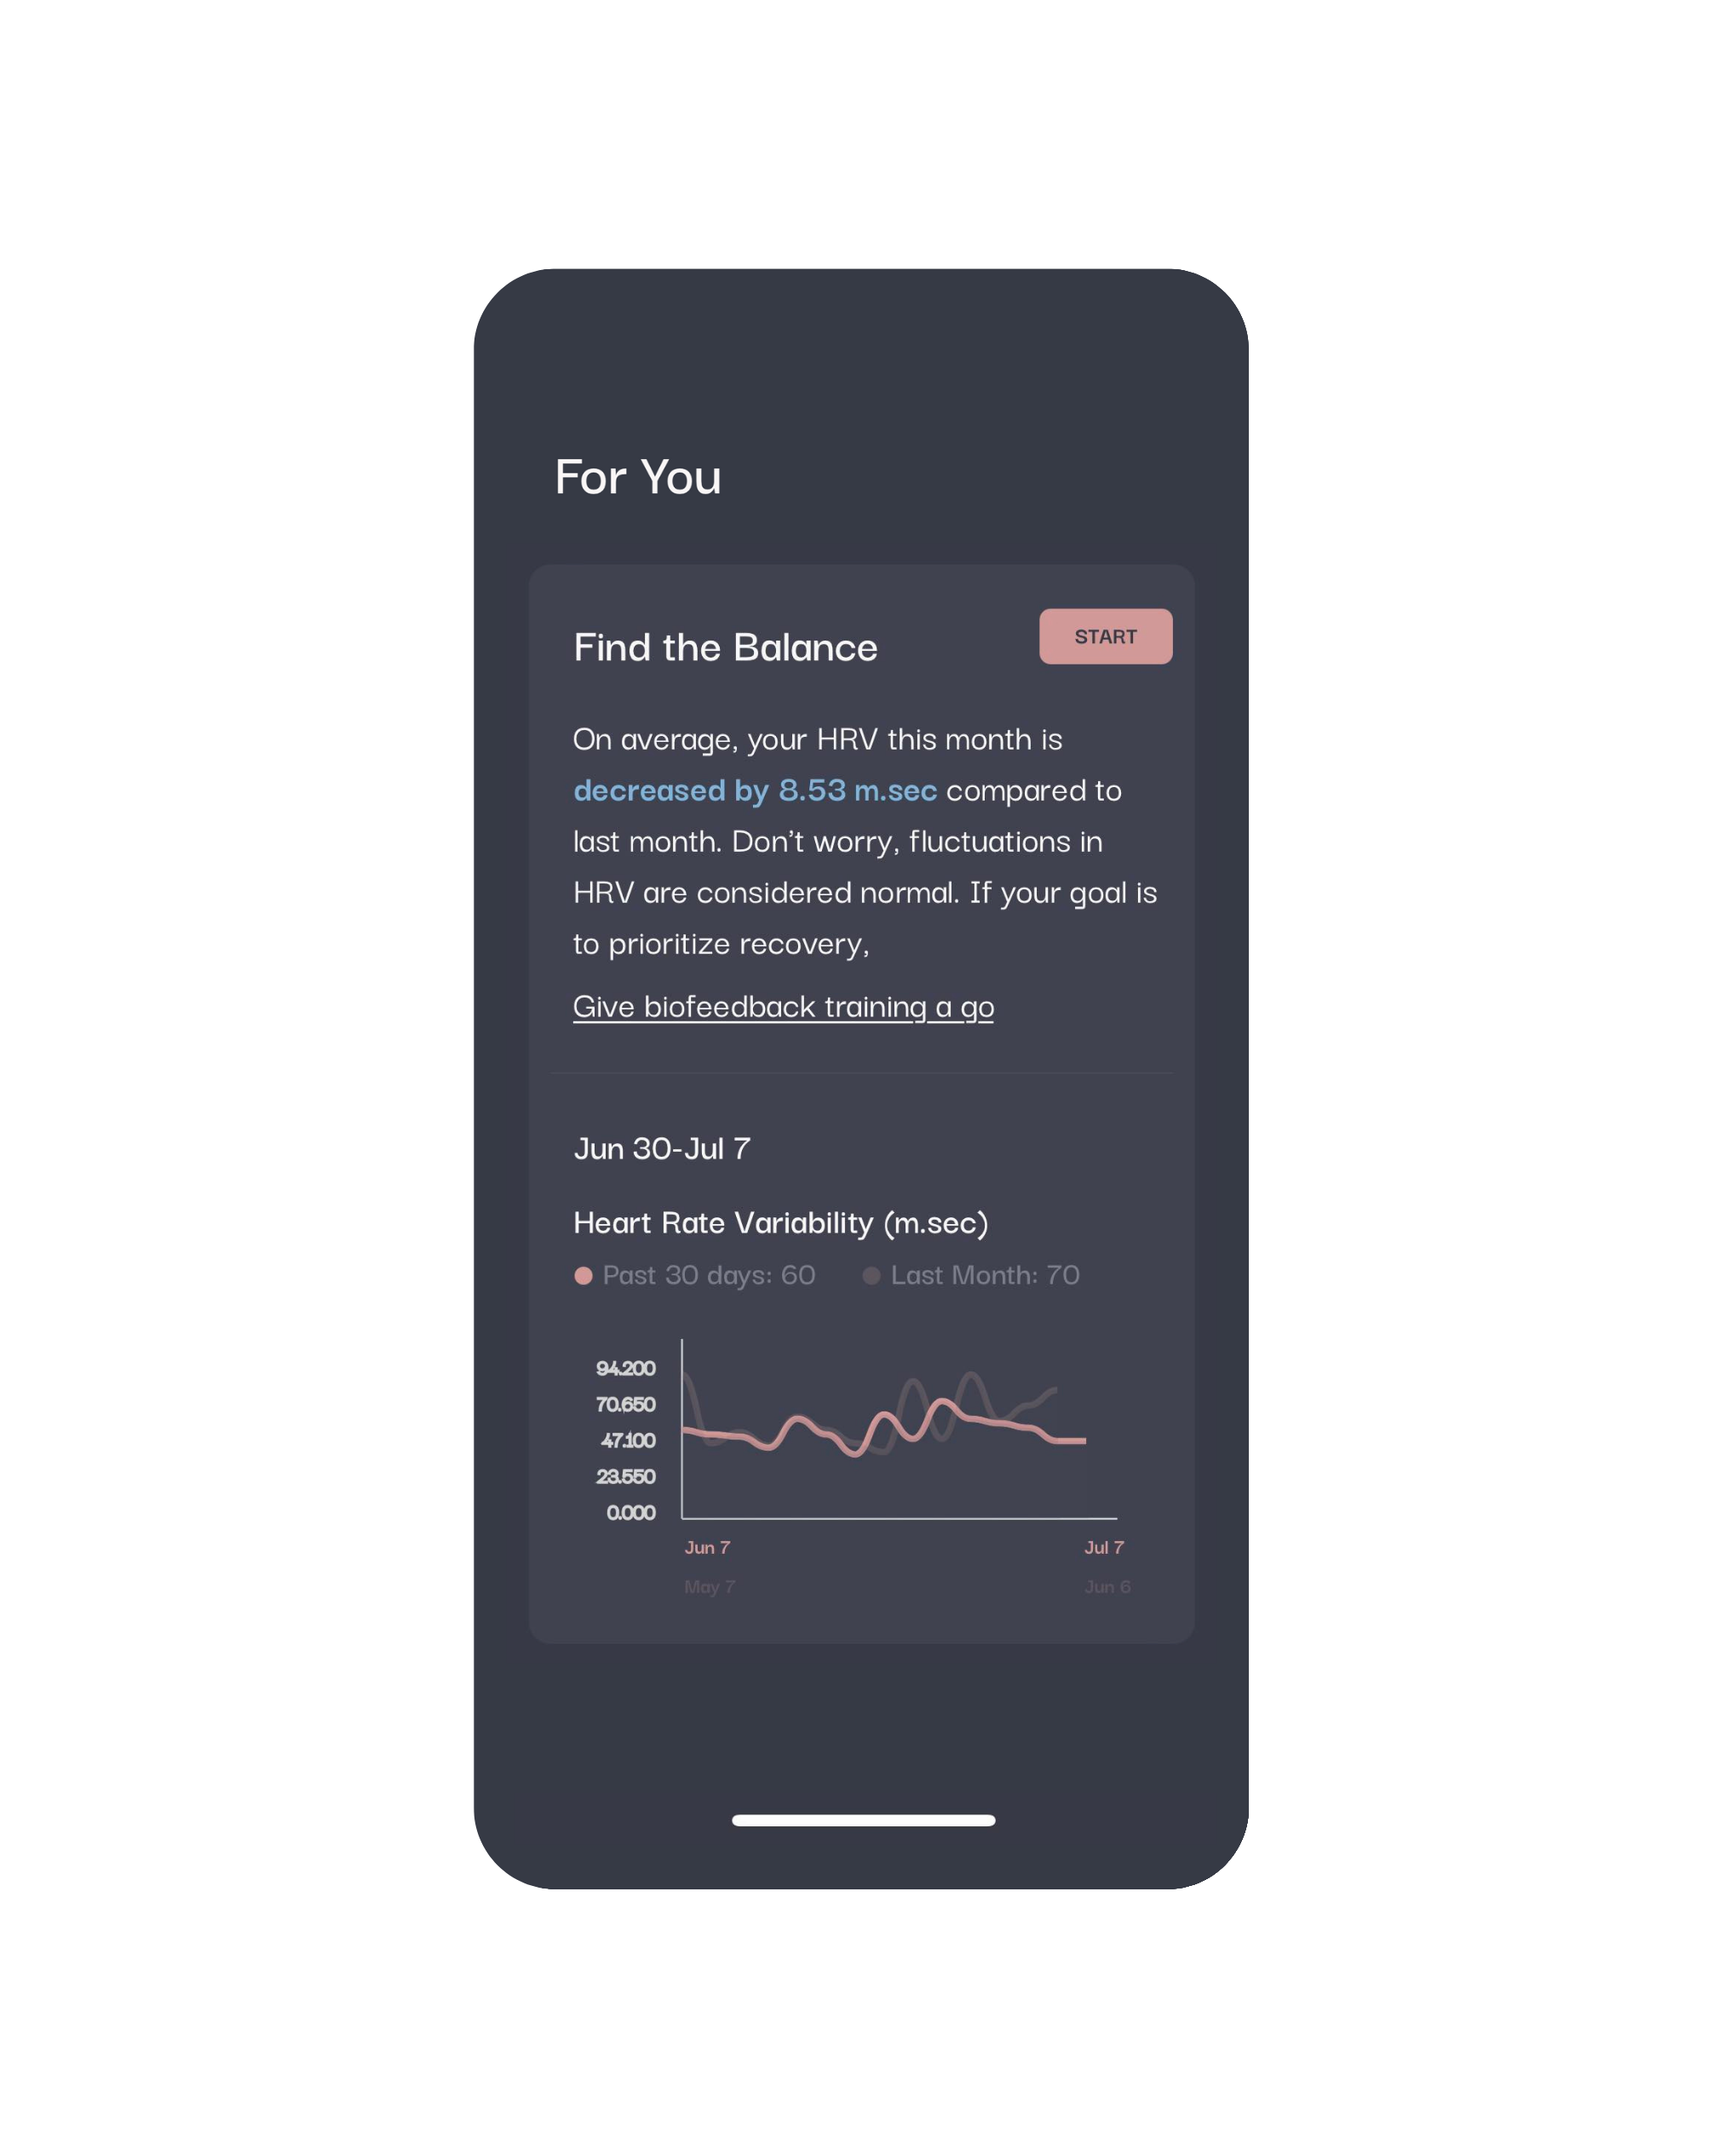 For You
Find the Balance
START
On average, your HRV this month is
decreased by 8.53 m.sec compared to
last month. Don’t worry, fluctuations in
HRV are considered normal. If your goal is
to prioritize recovery,
Give biofeedback training a go
Jun 30-Jul 7
Heart Rate Variability (m.sec)
Past 30 days: 60 Last Month: 70
94.200
70.650
47.100
23.550
0.000
Jun 7 Jul 7
May 7 Jun 6